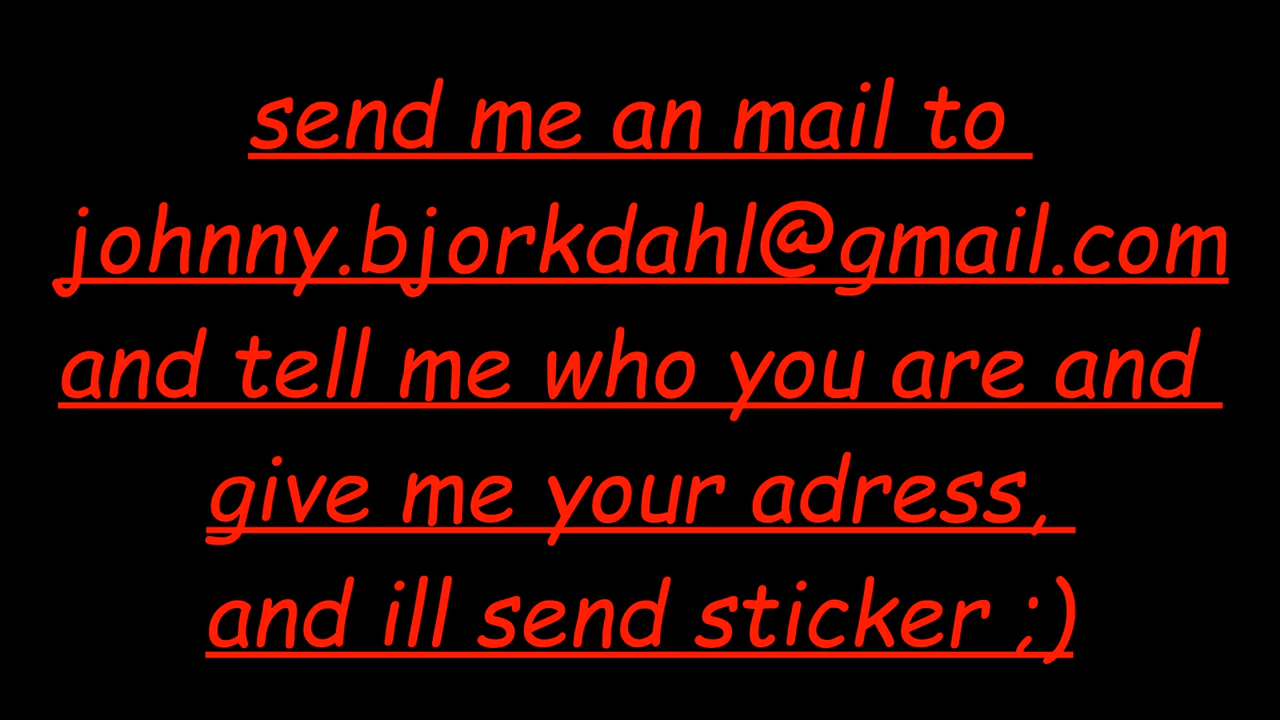 send me an mail to
johnny.bjorkdahl@gmail.com
and tell me who you are and
give me your adress,
and ill send sticker ;)